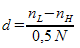 d = (n_L − n_H) / (0,5 N)